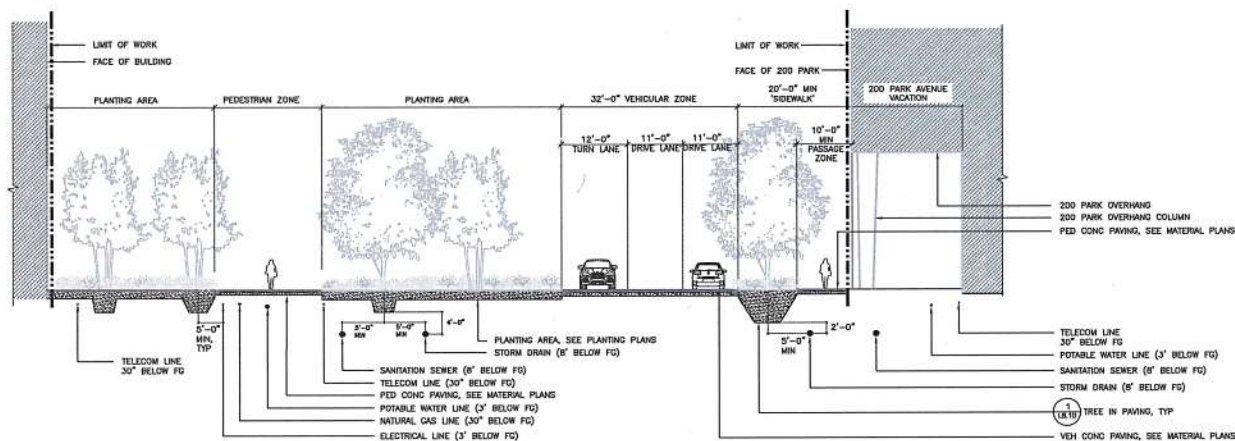 LIMIT OF WORK
FACE OF BUILDING
LIMIT OF WORK
FACE OF 200 PARK
PLANTING AREA
PEDESTRIAN ZONE
PLANTING AREA
32'-0" VEHICULAR ZONE
20'-0" MIN
'SIDEWALK'
200 PARK AVENUE
VACATION
12'-0"
TURN LANE
11'-0"
DRIVE LANE
11'-0"
DRIVE LANE
10'-0"
MIN
PASSAGE
ZONE
200 PARK OVERHANG
200 PARK OVERHANG COLUMN
PED CONC PAVING, SEE MATERIAL PLANS
5'-0"
MIN,
TYP
MIN
5'-0"
MIN
4'-0"
2'-0"
5'-0"
MIN
TELECOM LINE
30" BELOW FG
PLANTING AREA, SEE PLANTING PLANS
STORM DRAIN (8' BELOW FG)
SANITATION SEWER (8' BELOW FG)
TELECOM LINE (30" BELOW FG)
PED CONC PAVING, SEE MATERIAL PLANS
POTABLE WATER LINE (3' BELOW FG)
NATURAL GAS LINE (30" BELOW FG)
ELECTRICAL LINE (3' BELOW FG)
TELECOM LINE
30" BELOW FG
POTABLE WATER LINE (3' BELOW FG)
SANITATION SEWER (8' BELOW FG)
STORM DRAIN (8' BELOW FG)
1
L8.10
TREE IN PAVING, TYP
VEH CONC PAVING, SEE MATERIAL PLANS